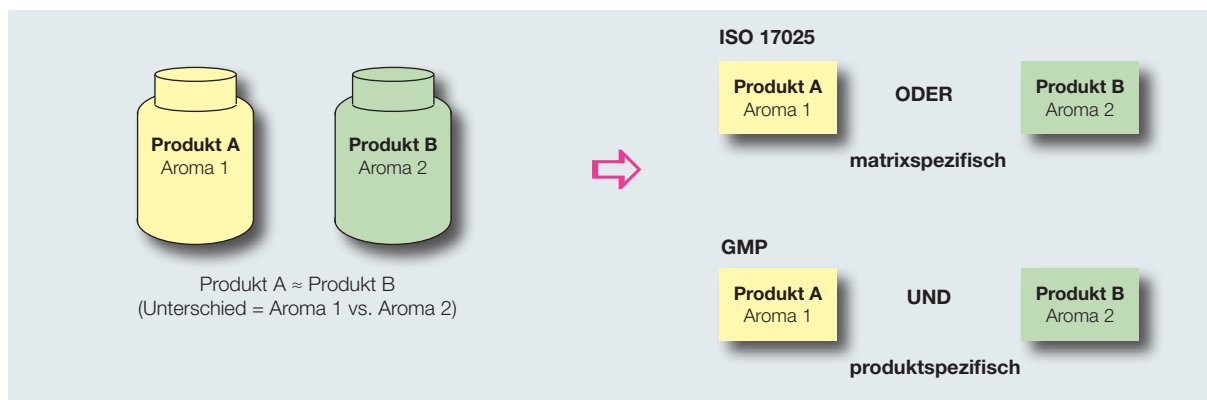 Produkt A
Aroma 1
Produkt B
Aroma 2
Produkt A ≈ Produkt B
(Unterschied = Aroma 1 vs. Aroma 2)
ISO 17025
Produkt A
Aroma 1
ODER
Produkt B
Aroma 2
matrixspezifisch
GMP
Produkt A
Aroma 1
UND
Produkt B
Aroma 2
produktspezifisch